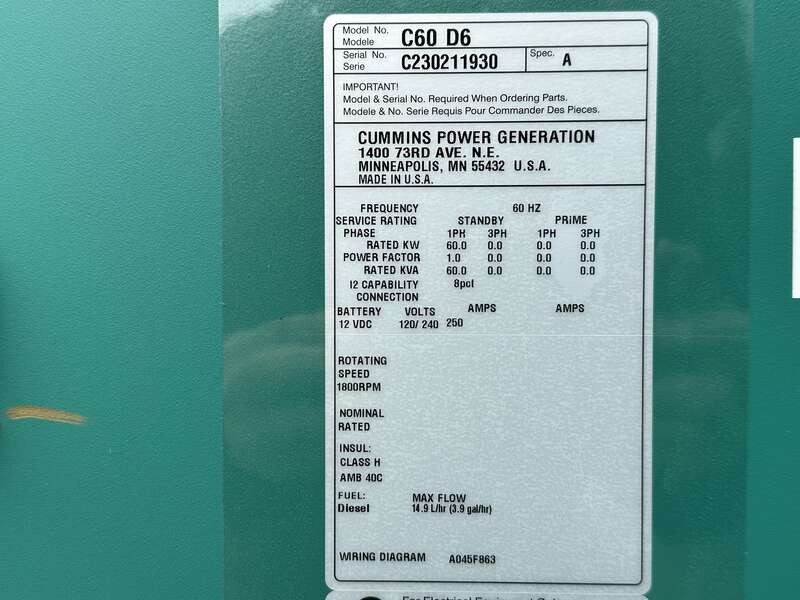 Model No. C60 D6
Modele
Serial No. C230211930 Spec. A
Serie
IMPORTANT!
Model & Serial No. Required When Ordering Parts.
Modele & No. Serie Requis Pour Commander Des Pieces.
CUMMINS POWER GENERATION
1400 73RD AVE. N.E.
MINNEAPOLIS, MN 55432 U.S.A.
MADE IN U.S.A.
FREQUENCY 60 HZ
SERVICE RATING STANDBY PRIME
PHASE 1PH 3PH 1PH 3PH
RATED KW 60.0 0.0 0.0 0.0
POWER FACTOR 1.0 0.0 0.0 0.0
RATED KVA 60.0 0.0 0.0 0.0
I2 CAPABILITY 8pct
CONNECTION
BATTERY VOLTS AMPS AMPS
12 VDC 120/ 240 250
ROTATING
SPEED
1800RPM
NOMINAL
RATED
INSUL:
CLASS H
AMB 40C
FUEL: MAX FLOW
Diesel 14.9 L/hr (3.9 gal/hr)
WIRING DIAGRAM A045F863
For Electrical Equipment Only